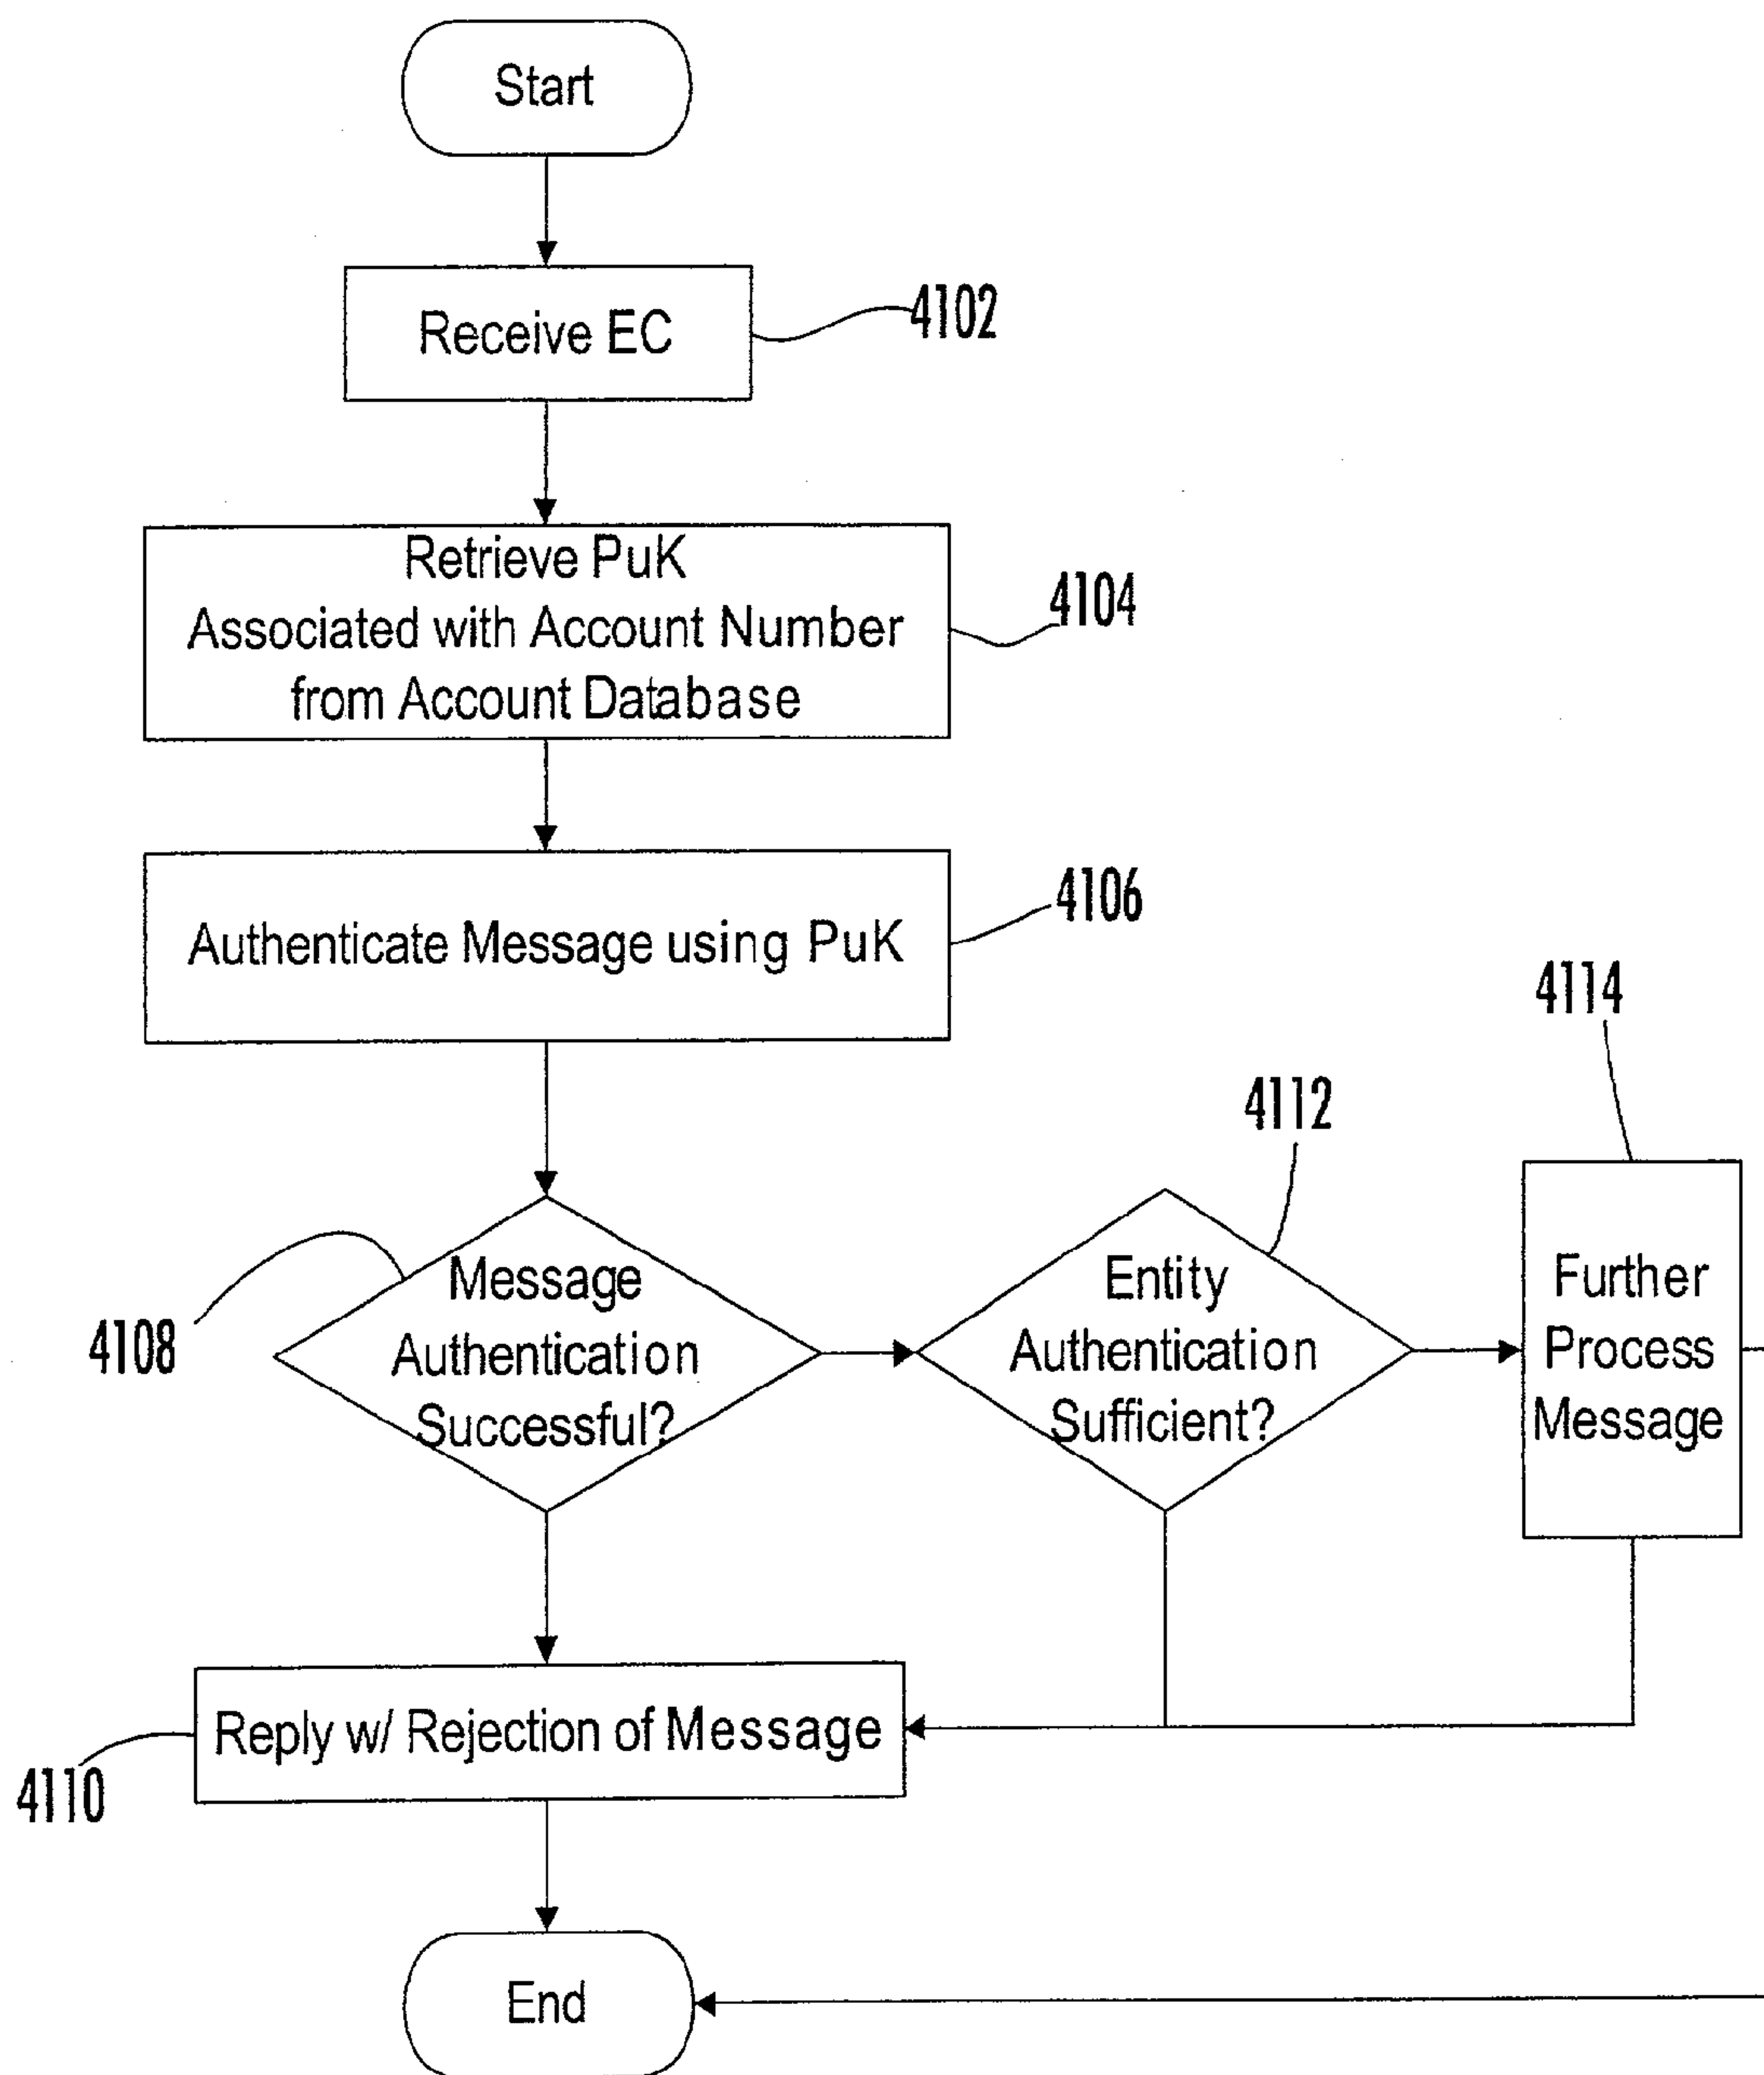 Start
Receive EC
4102
Retrieve PuK
Associated with Account Number
from Account Database
4104
Authenticate Message using PuK
4106
4114
4112
Message
Authentication
Successful?
4108
Entity
Authentication
Sufficient?
Further
Process
Message
Reply w/ Rejection of Message
4110
End